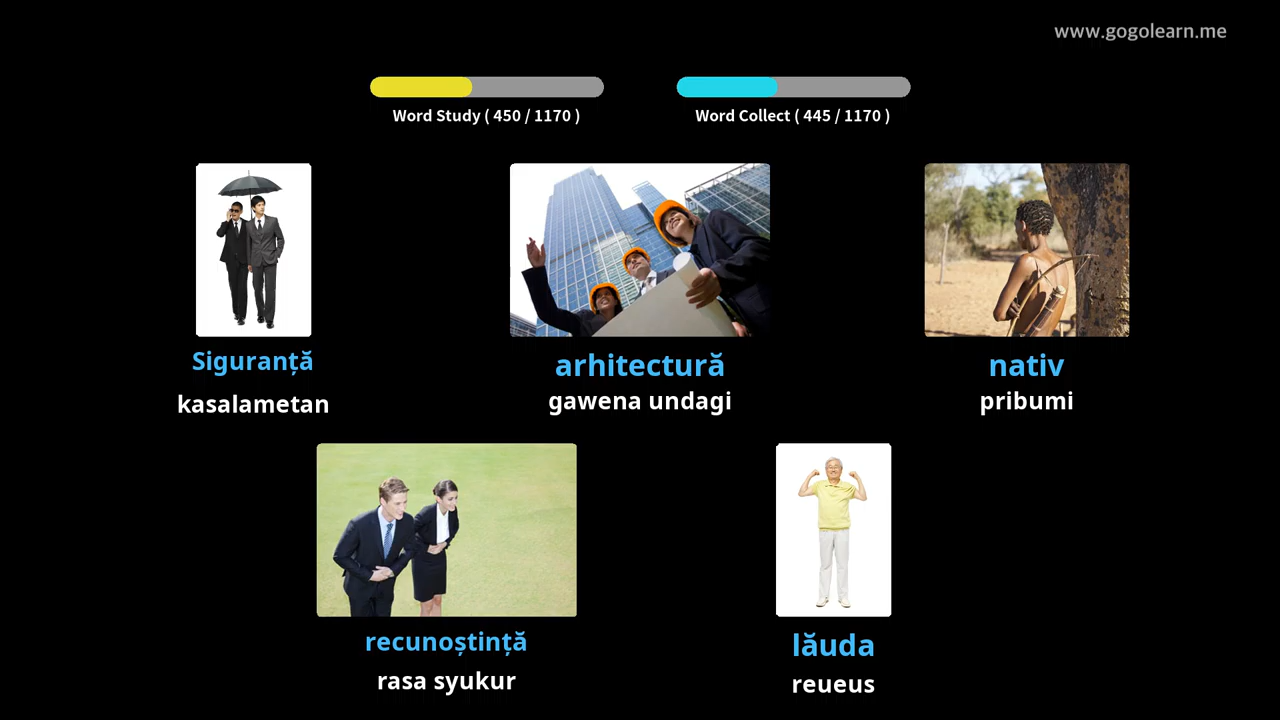 www.gogolearn.me
Word Study ( 450 / 1170 )
Word Collect ( 445 / 1170 )
Siguranță
kasalametan
arhitectură
gawena undagi
nativ
pribumi
recunoștință
rasa syukur
lăuda
reueus